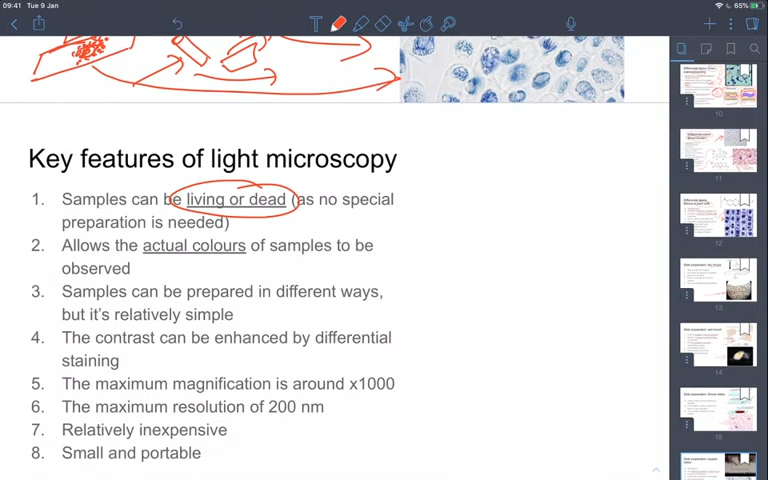 09:41 Tue 9 Jan
65%
Key features of light microscopy
1. Samples can be living or dead (as no special
preparation is needed)
2. Allows the actual colours of samples to be
observed
3. Samples can be prepared in different ways,
but it's relatively simple
4. The contrast can be enhanced by differential
staining
5. The maximum magnification is around x1000
6. The maximum resolution of 200 nm
7. Relatively inexpensive
8. Small and portable
10
11
12
13
14
15